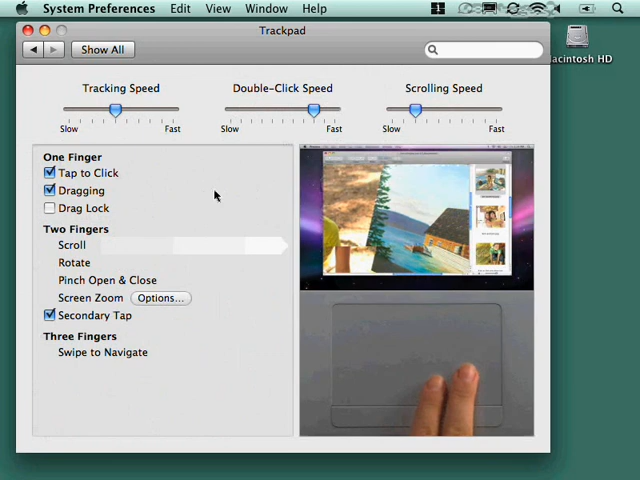 System Preferences Edit View Window Help
Trackpad
Show All
Macintosh HD
Tracking Speed Double-Click Speed Scrolling Speed
Slow Fast Slow Fast Slow Fast
One Finger
Tap to Click
Dragging
Drag Lock
Two Fingers
Scroll
Rotate
Pinch Open & Close
Screen Zoom Options...
Secondary Tap
Three Fingers
Swipe to Navigate